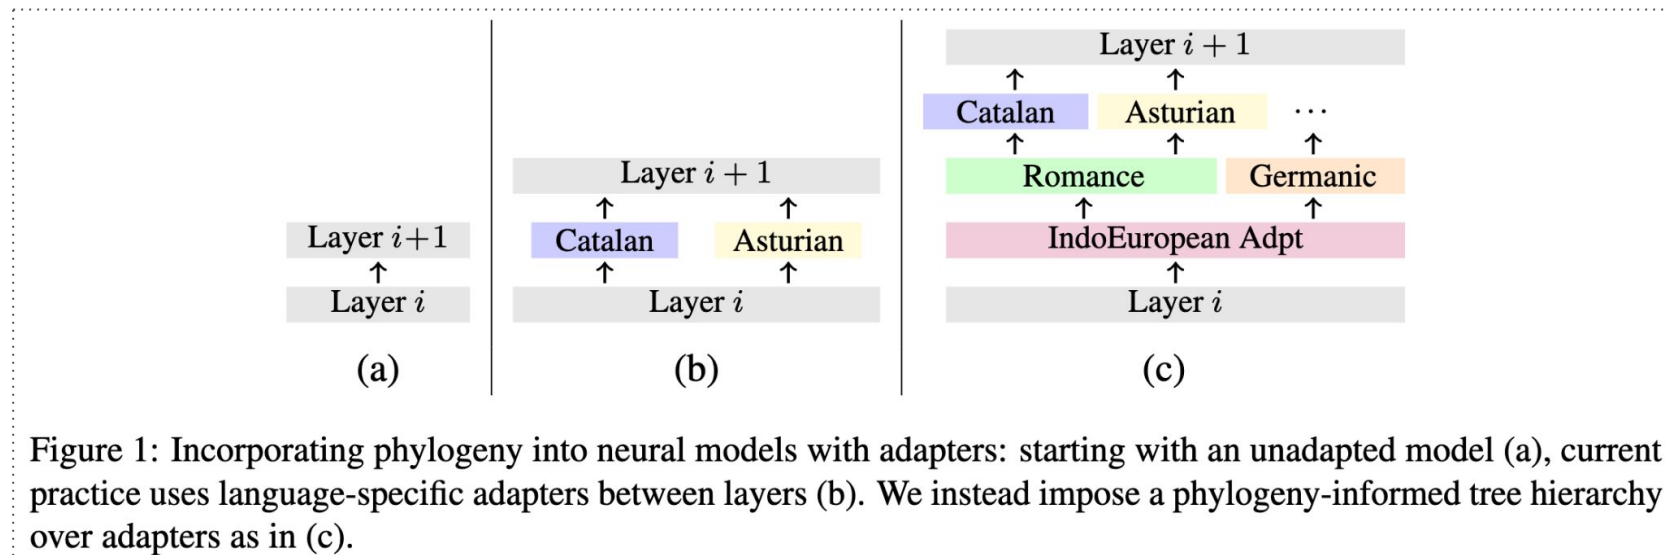 Layer i+1
Layer i
(a)
Layer i + 1
Catalan Asturian
Layer i
(b)
Layer i + 1
Catalan Asturian ...
Romance Germanic
IndoEuropean Adpt
Layer i
(c)
Figure 1: Incorporating phylogeny into neural models with adapters: starting with an unadapted model (a), current
practice uses language-specific adapters between layers (b). We instead impose a phylogeny-informed tree hierarchy
over adapters as in (c).